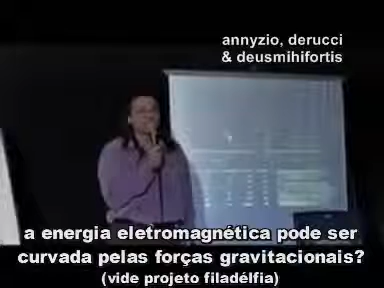 annyzio, derucci
& deusmihifortis
a energia eletromagnética pode ser
curvada pelas forças gravitacionais?
(vide projeto filadélfia)